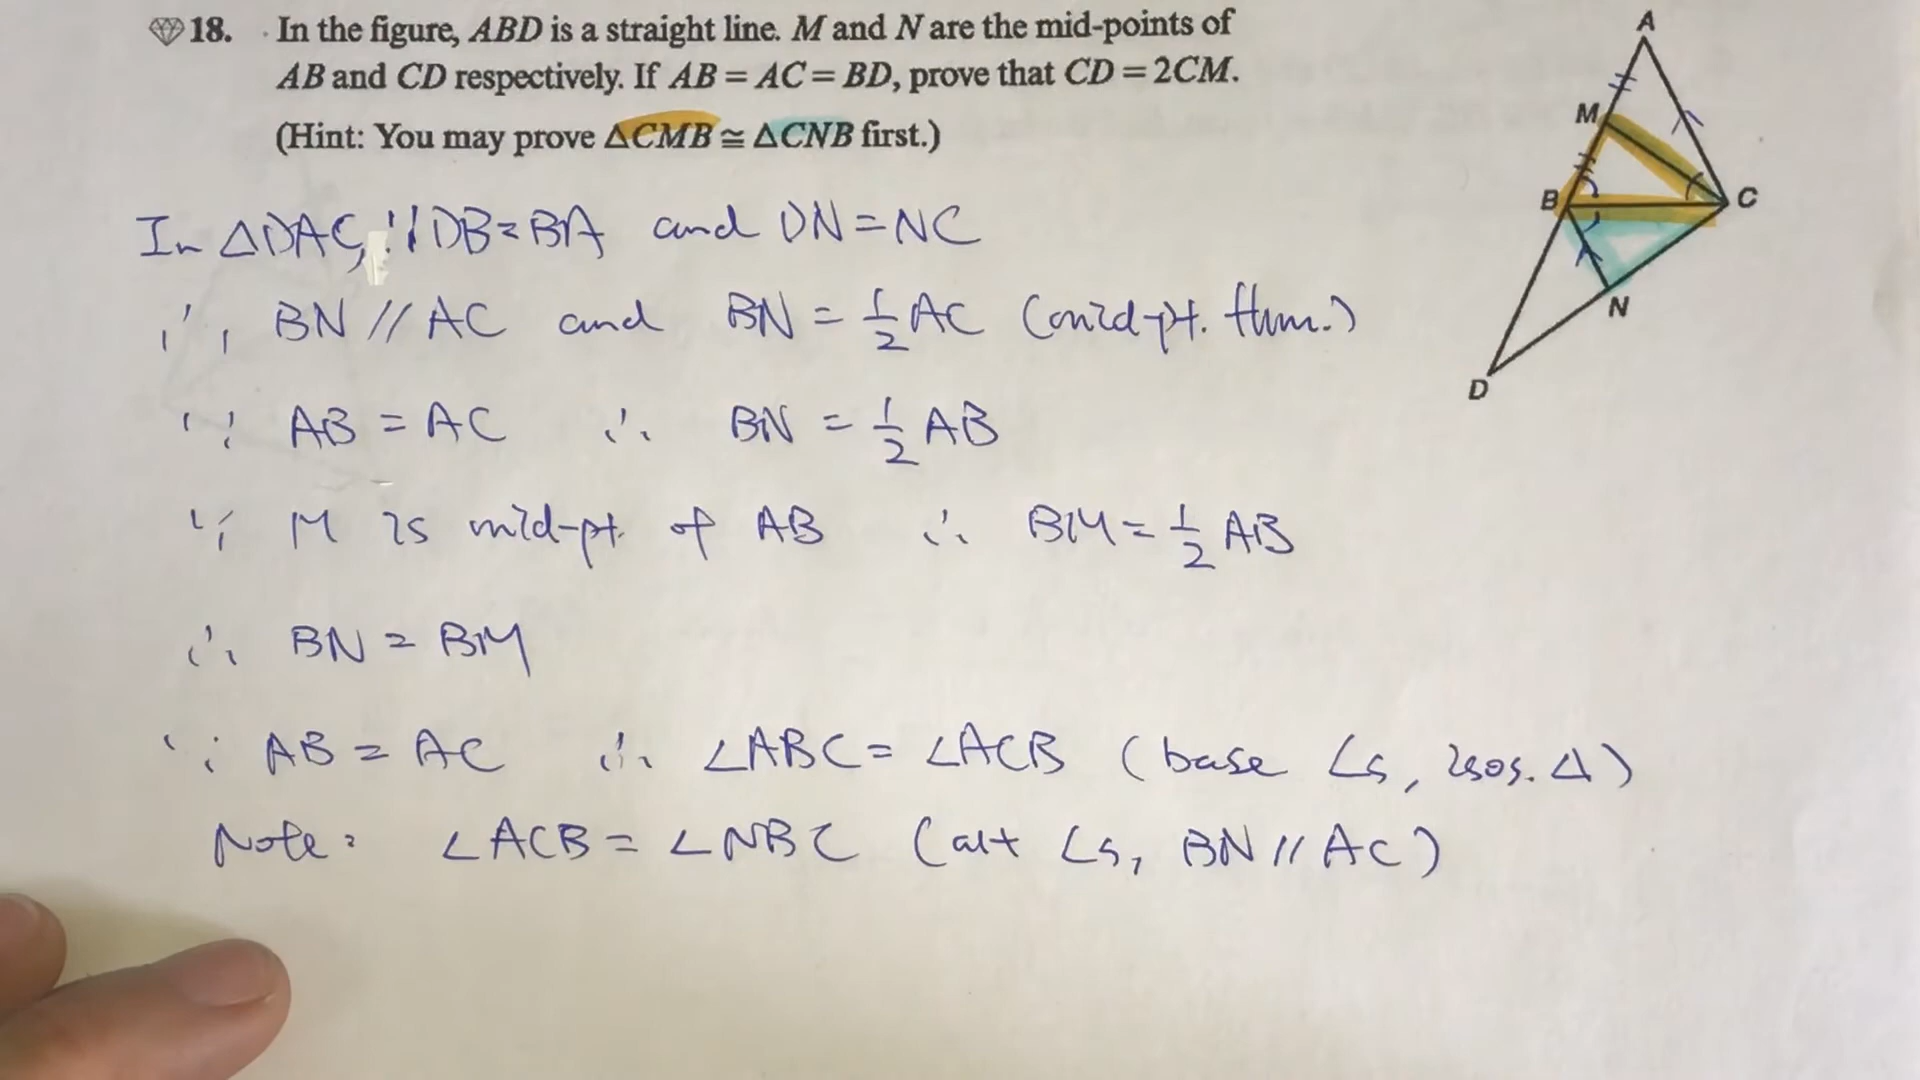 18. In the figure, ABD is a straight line. M and N are the mid-points of
AB and CD respectively. If AB = AC = BD, prove that CD = 2CM.
(Hint: You may prove △CMB ≅ △CNB first.)
A
M
B
C
N
D
In △DAC, ∵ DB = BA and DN = NC
∴ BN // AC and BN = 1/2 AC (mid-pt. thm.)
∵ AB = AC ∴ BN = 1/2 AB
∵ M is mid-pt. of AB ∴ BM = 1/2 AB
∴ BN = BM
∵ AB = AC ∴ ∠ABC = ∠ACB (base ∠s, isos. △)
Note: ∠ACB = ∠NBC (alt ∠s, BN // AC)